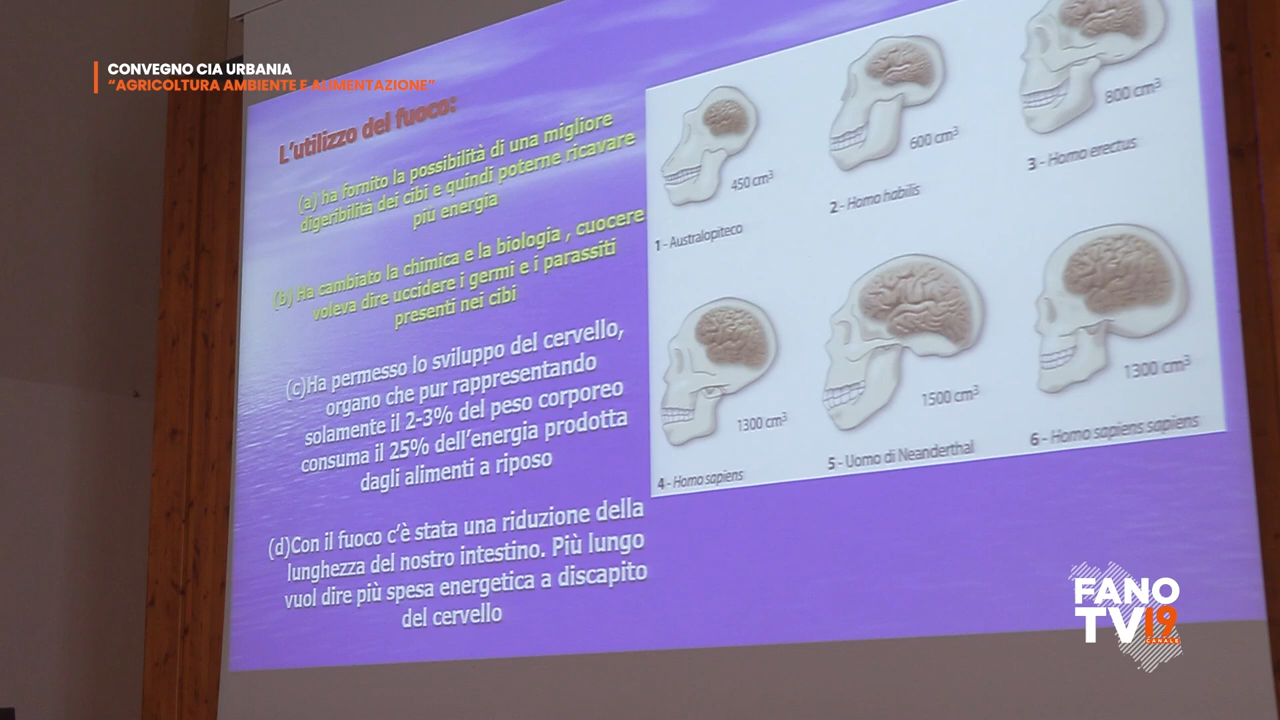 CONVEGNO CIA URBANIA
“AGRICOLTURA AMBIENTE E ALIMENTAZIONE”
L'utilizzo del fuoco:
(a) ha fornito la possibilità di una migliore
digeribilità dei cibi e quindi poterne ricavare
più energia
(b) Ha cambiato la chimica e la biologia , cuocere
voleva dire uccidere i germi e i parassiti
presenti nei cibi
(c)Ha permesso lo sviluppo del cervello,
organo che pur rappresentando
solamente il 2-3% del peso corporeo
consuma il 25% dell'energia prodotta
dagli alimenti a riposo
(d)Con il fuoco c'è stata una riduzione della
lunghezza del nostro intestino. Più lungo
vuol dire più spesa energetica a discapito
del cervello
450 cm³
1 - Australopiteco
600 cm³
2 - Homo habilis
800 cm³
3 - Homo erectus
1300 cm³
4 - Homo sapiens
1500 cm³
5 - Uomo di Neanderthal
1300 cm³
6 - Homo sapiens sapiens
FANO
TV19
CANALE